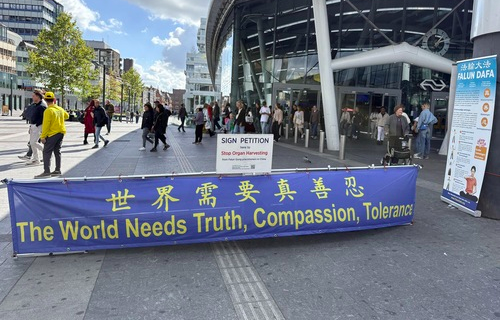 SIGN PETITION
Stop Organ Harvesting
法輪大法
FALUN DAFA
世界需要真善忍
The World Needs Truth, Compassion, Tolerance